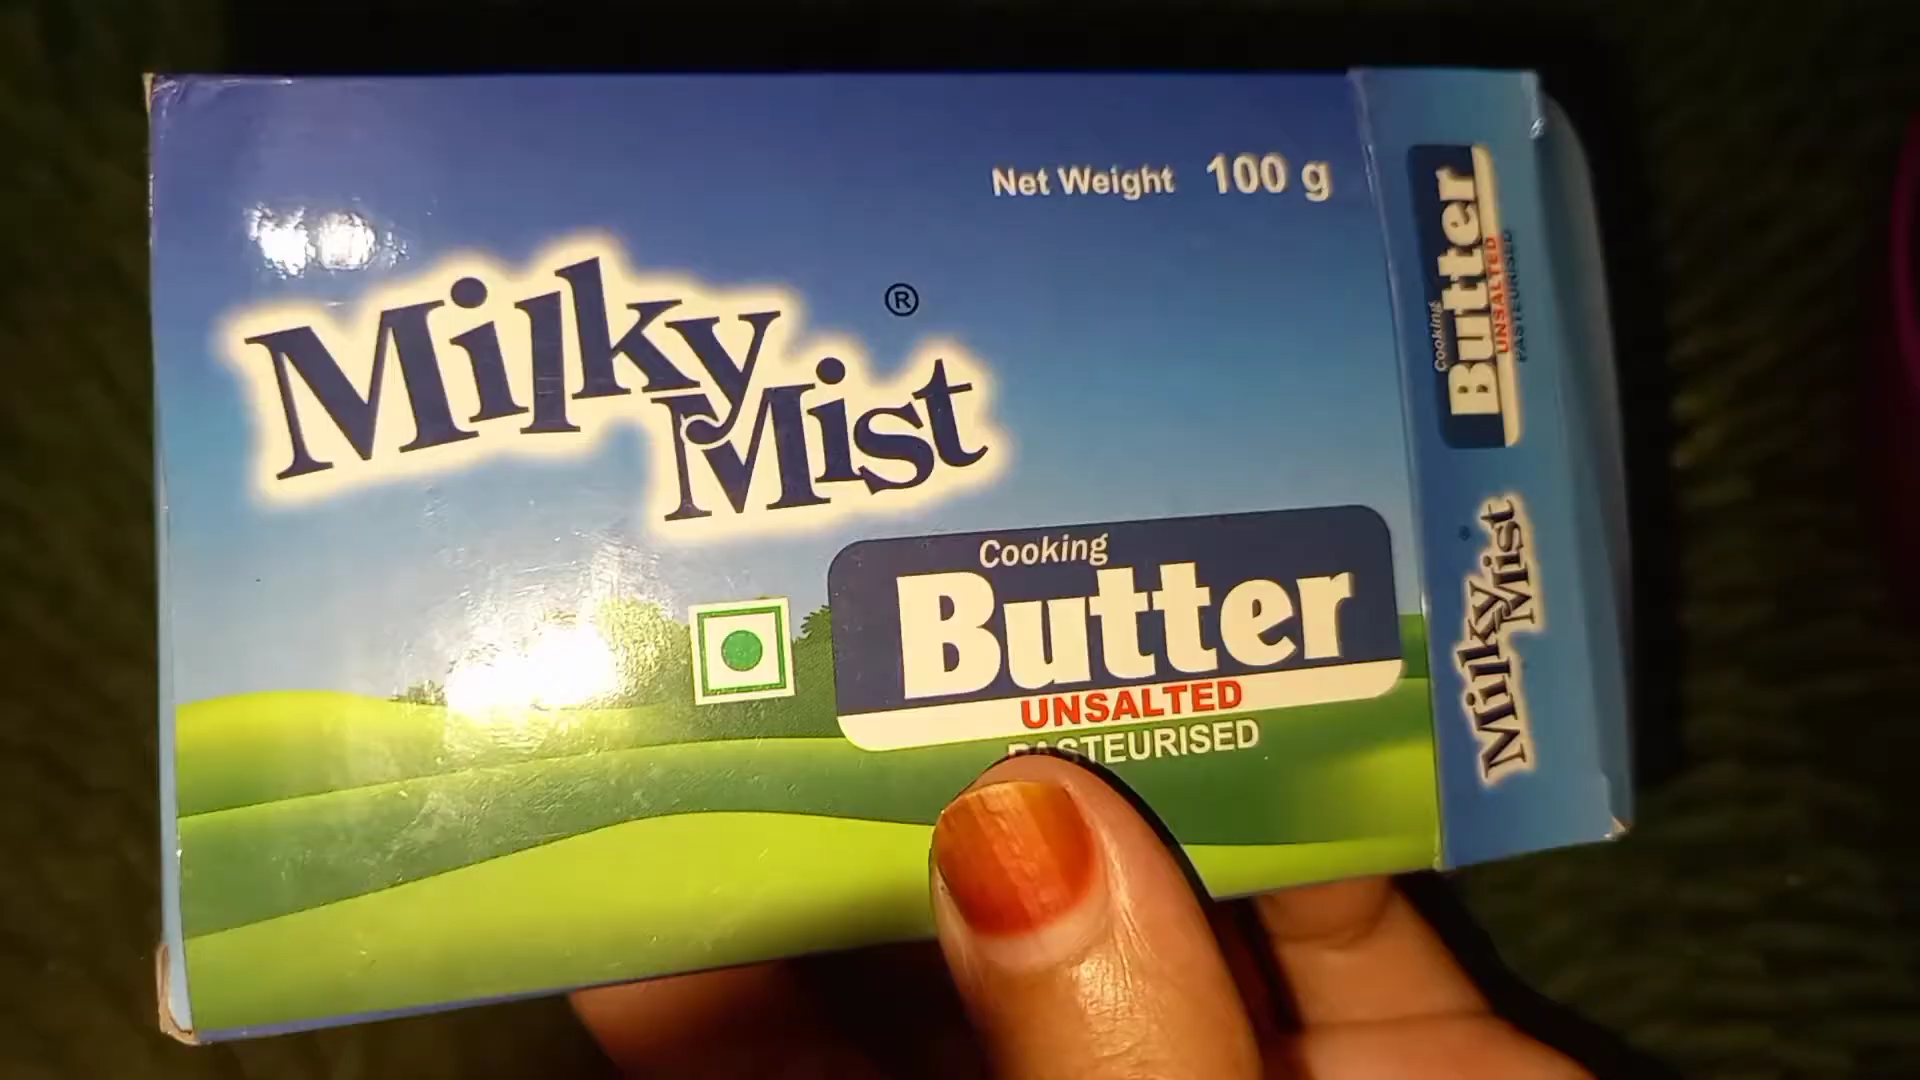 Net Weight 100 g
Milky
Mist
®
Cooking
Butter
UNSALTED
PASTEURISED
Cooking
Butter
UNSALTED
PASTEURISED
Milky
Mist